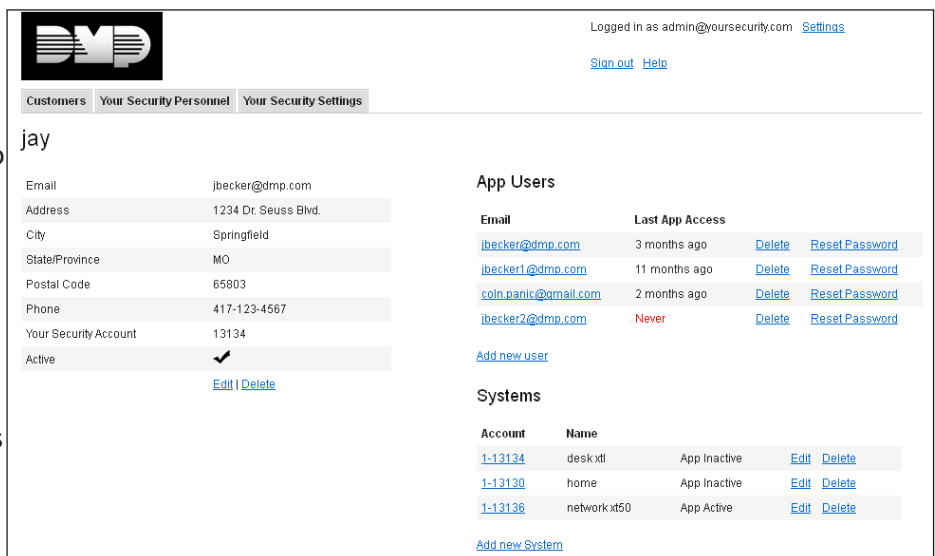 DMP
Logged in as admin@yoursecurity.com Settings
Sign out Help
Customers Your Security Personnel Your Security Settings
jay
Email jbecker@dmp.com
Address 1234 Dr. Seuss Blvd.
City Springfield
State/Province MO
Postal Code 65803
Phone 417-123-4567
Your Security Account 13134
Active
Edit | Delete
App Users
Email Last App Access
jbecker@dmp.com 3 months ago Delete Reset Password
jbecker1@dmp.com 11 months ago Delete Reset Password
coln.panic@gmail.com 2 months ago Delete Reset Password
jbecker2@dmp.com Never Delete Reset Password
Add new user
Systems
Account Name
1-13134 desk xtl App Inactive Edit Delete
1-13130 home App Inactive Edit Delete
1-13136 network xt50 App Active Edit Delete
Add new System